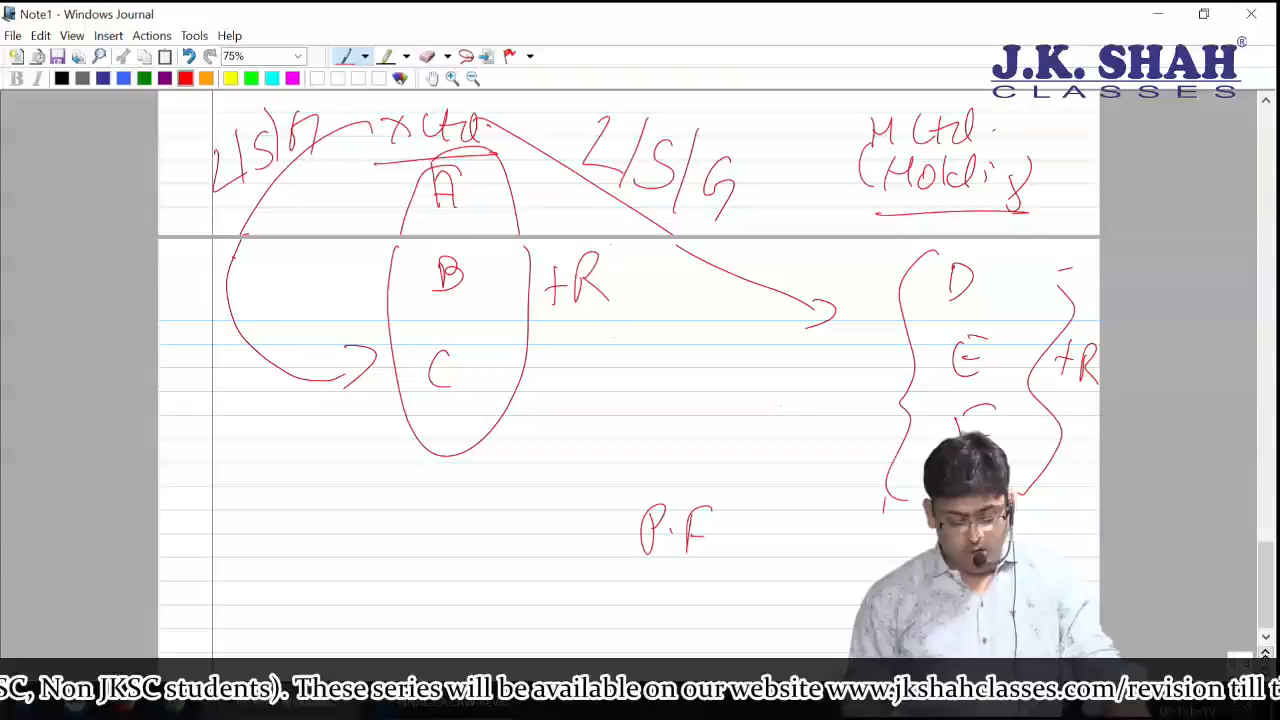 Note1 - Windows Journal
File Edit View Insert Actions Tools Help
75%
B I
J.K. SHAH®
CLASSES
L/S/G X Ltd. L/S/G H Ltd.
(Holding)
A
B +R D
C E +R
F
P.F
SC, Non JKSC students). These series will be available on our website www.jkshahclasses.com/revision till t